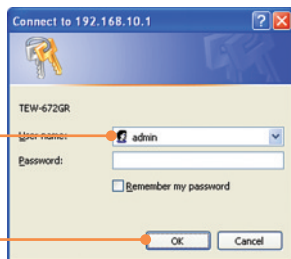 Connect to 192.168.10.1
TEW-672GR
User name:
admin
Password:
Remember my password
OK
Cancel